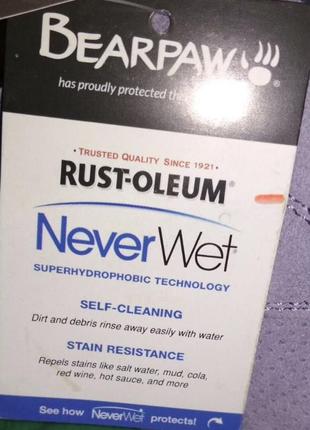 BEARPAW®
has proudly protected
• TRUSTED QUALITY SINCE 1921 •
RUST-OLEUM®
NeverWet®
SUPERHYDROPHOBIC TECHNOLOGY
SELF-CLEANING
Dirt and debris rinse away easily with water
STAIN RESISTANCE
Repels stains like salt water, mud, cola,
red wine, hot sauce, and more
See how NeverWet protects!